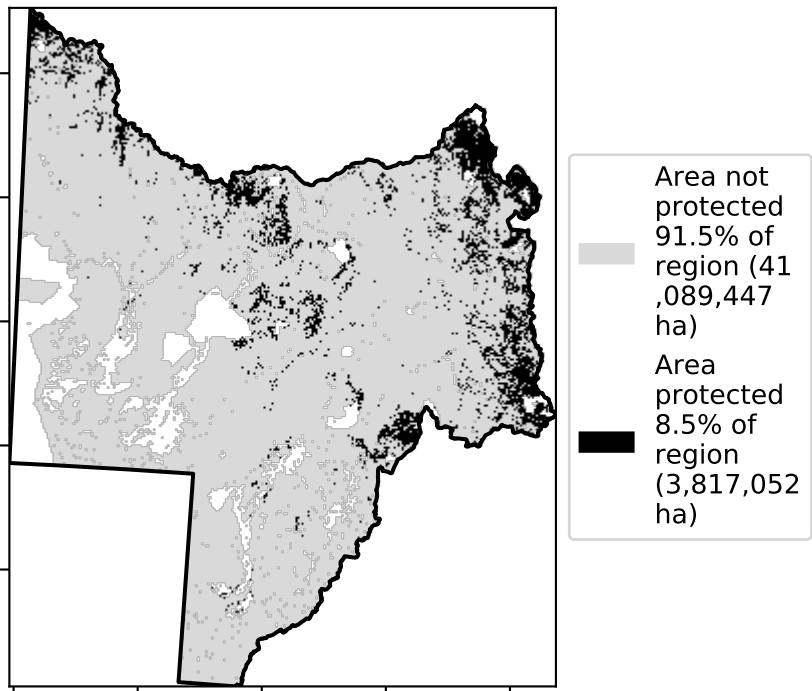 Area not
protected
91.5% of
region (41
,089,447
ha)
Area
protected
8.5% of
region
(3,817,052
ha)